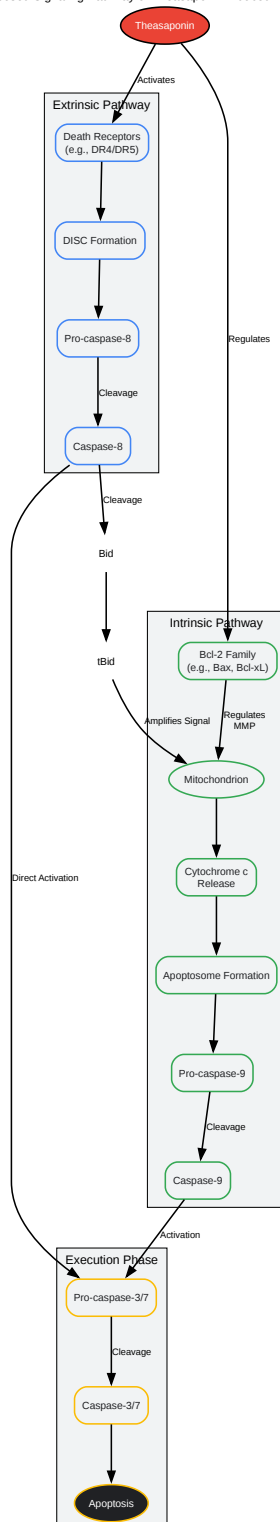 Theasaponin
Activates
Extrinsic Pathway
Death Receptors
(e.g., DR4/DR5)
DISC Formation
Regulates
Pro-caspase-8
Cleavage
Caspase-8
Cleavage
Bid
Intrinsic Pathway
Bcl-2 Family
(e.g., Bax, Bcl-xL)
tBid
Amplifies Signal
Regulates
MMP
Mitochondrion
Direct Activation
Cytochrome c
Release
Apoptosome Formation
Pro-caspase-9
Cleavage
Caspase-9
Activation
Execution Phase
Pro-caspase-3/7
Cleavage
Caspase-3/7
Apoptosis